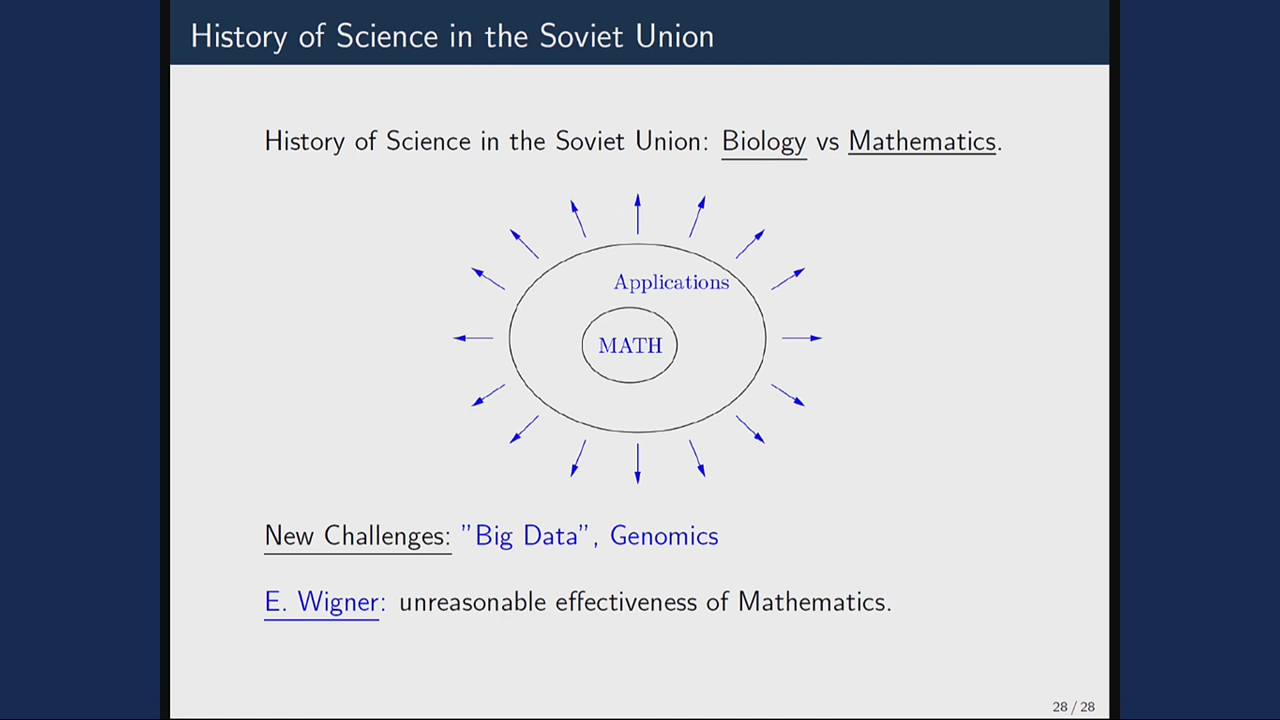 History of Science in the Soviet Union
History of Science in the Soviet Union: Biology vs Mathematics.
Applications
MATH
New Challenges: ”Big Data”, Genomics
E. Wigner: unreasonable effectiveness of Mathematics.
28 / 28